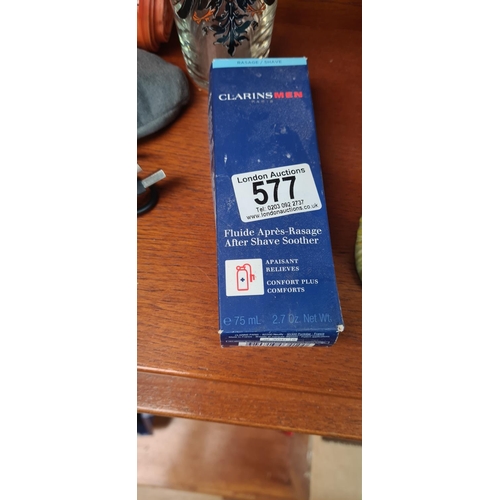 RASAGE / SHAVE
CLARINSMEN
PARIS
London Auctions
577
Tel: 0203 092 2737
www.londonauctions.co.uk
Fluide Après-Rasage
After Shave Soother
APAISANT
RELIEVES
CONFORT PLUS
COMFORTS
℮ 75 mL - 2.7 Oz. Net Wt.